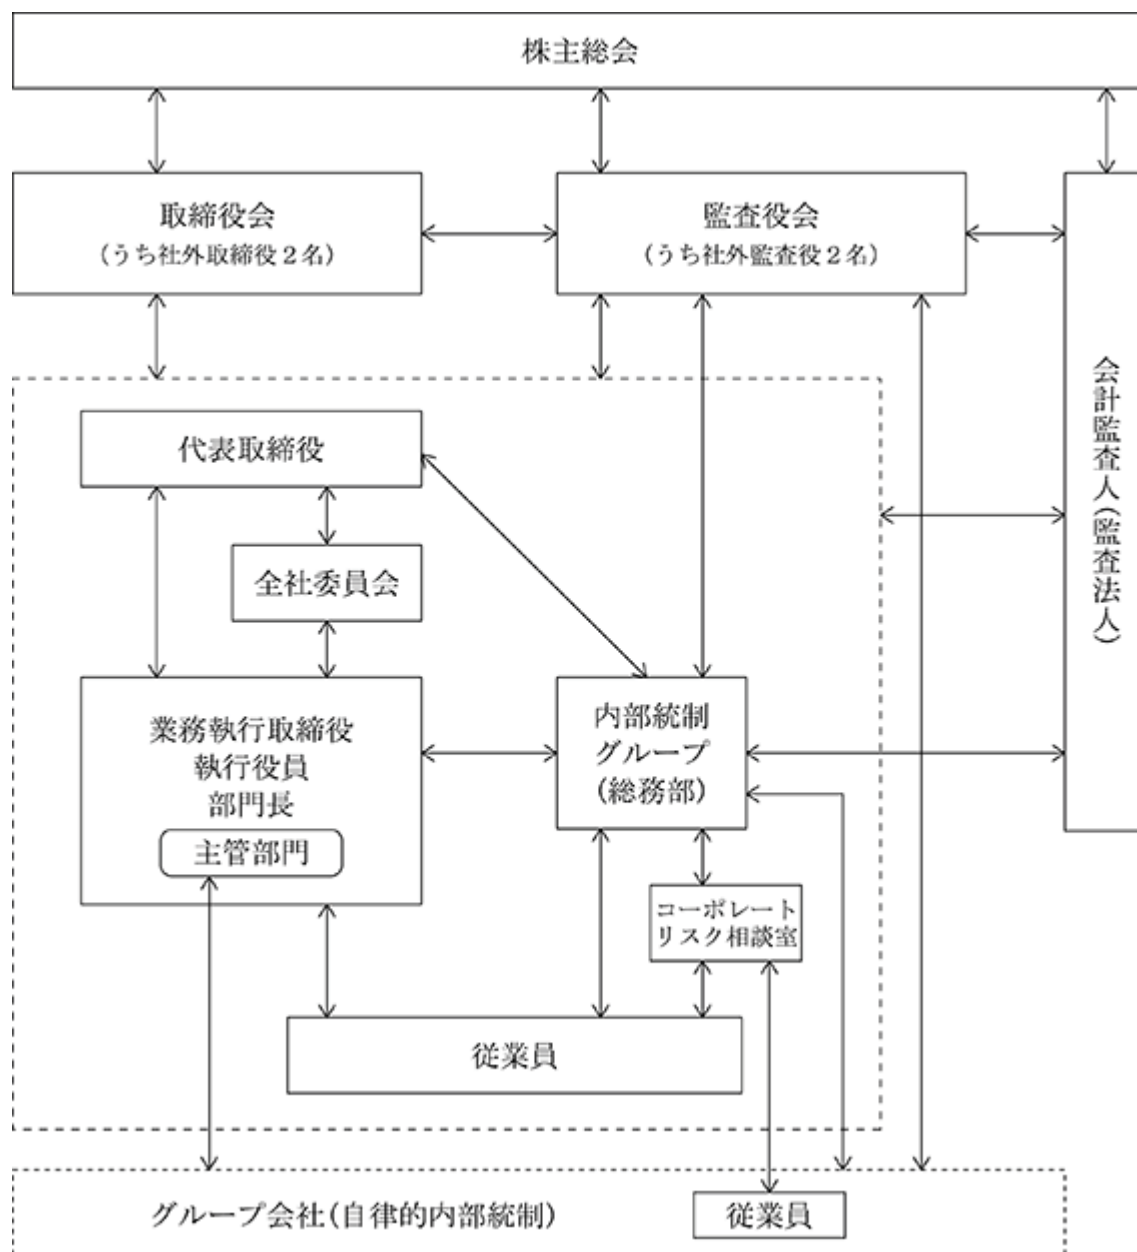 株主総会
取締役会
(うち社外取締役２名)
監査役会
(うち社外監査役２名)
会計監査人(監査法人)
代表取締役
全社委員会
業務執行取締役
執行役員
部門長
主管部門
内部統制
グループ
(総務部)
コーポレート
リスク相談室
従業員
グループ会社(自律的内部統制)
従業員